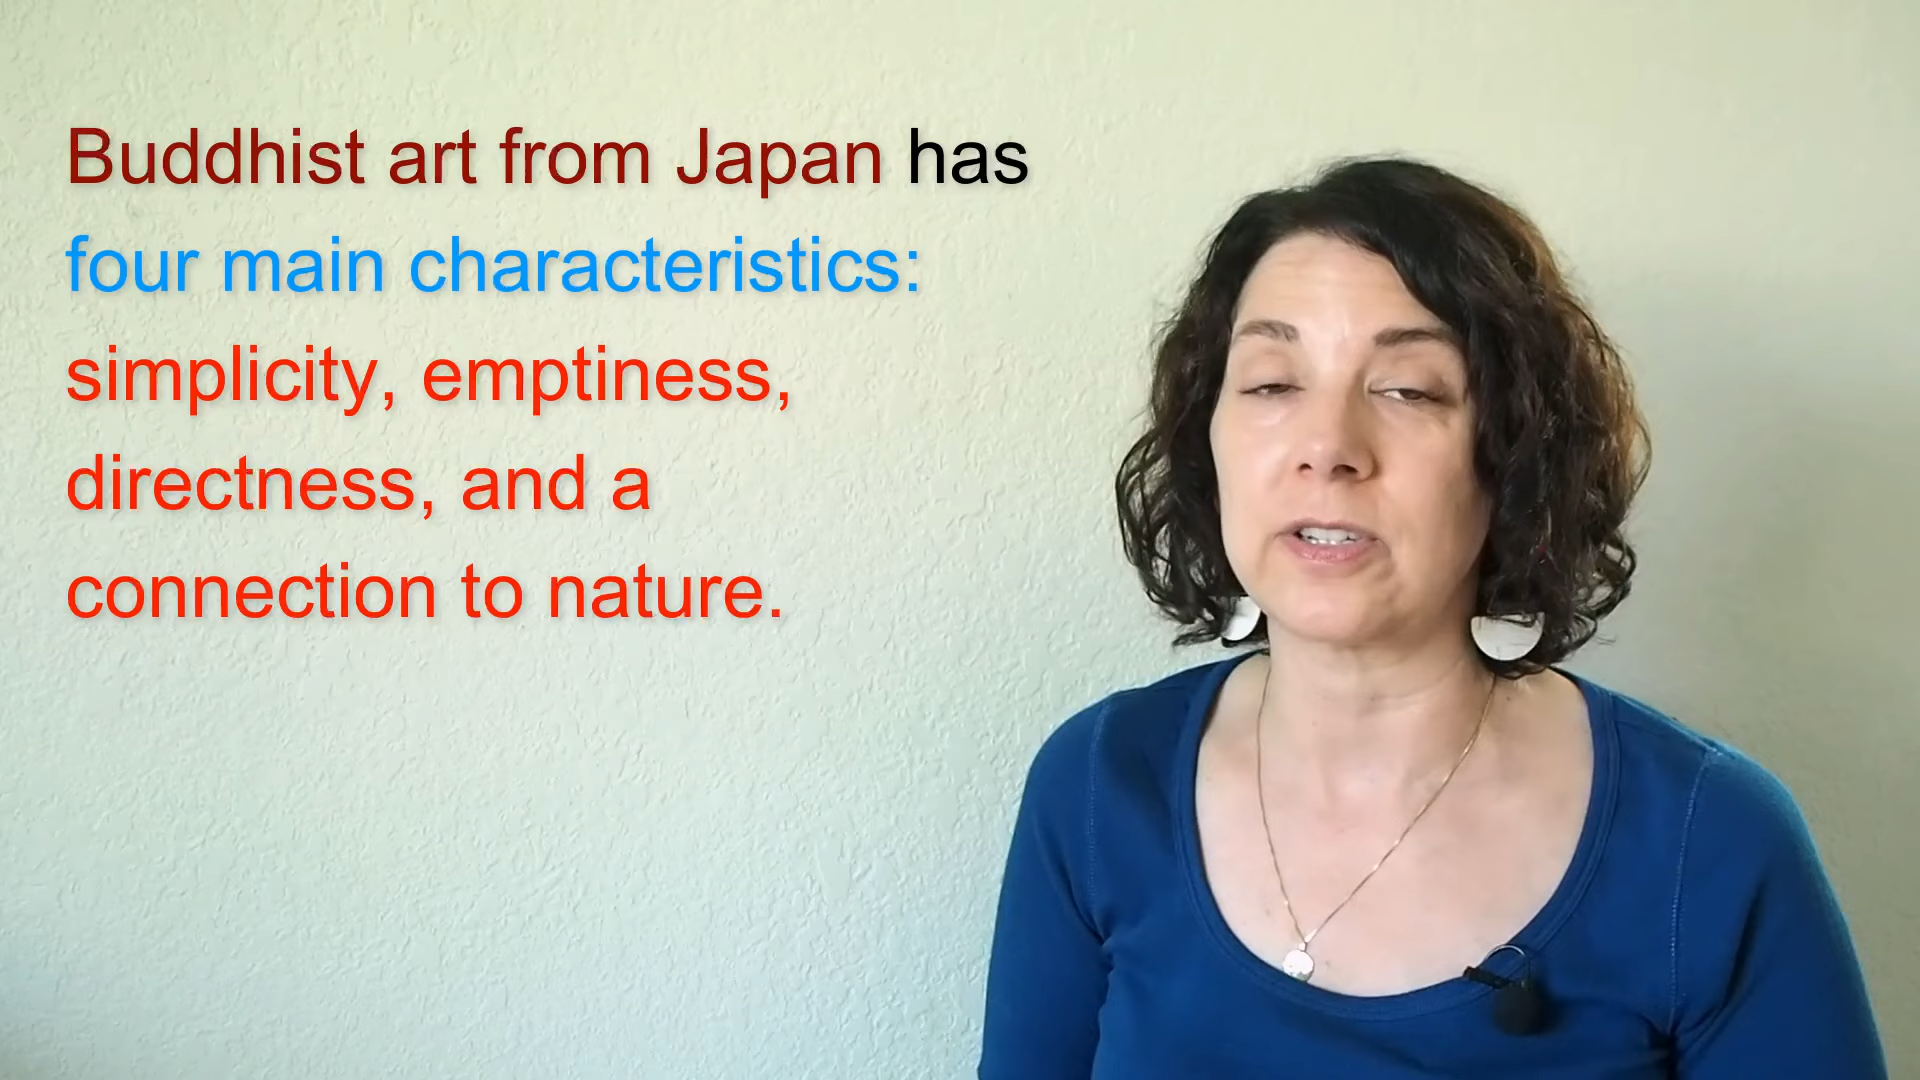 Buddhist art from Japan has
four main characteristics:
simplicity, emptiness,
directness, and a
connection to nature.